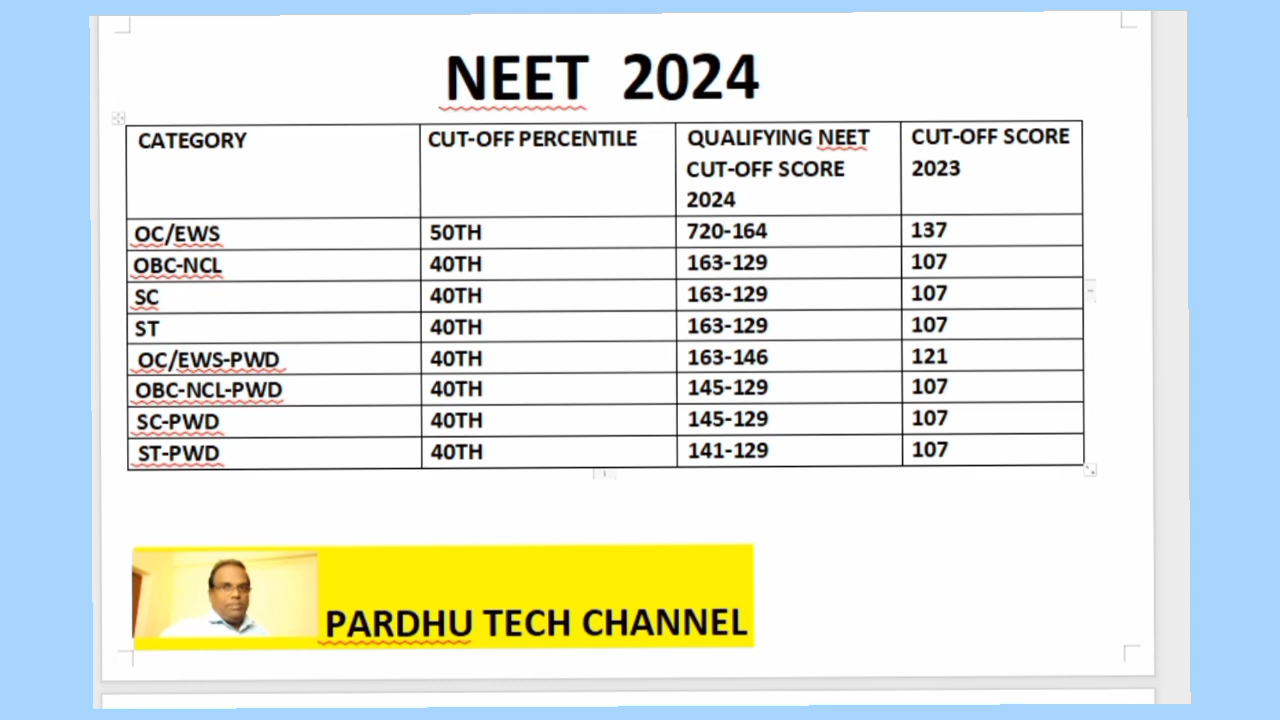 NEET 2024
CATEGORY CUT-OFF PERCENTILE QUALIFYING NEET CUT-OFF SCORE 2024 CUT-OFF SCORE 2023
OC/EWS 50TH 720-164 137
OBC-NCL 40TH 163-129 107
SC 40TH 163-129 107
ST 40TH 163-129 107
OC/EWS-PWD 40TH 163-146 121
OBC-NCL-PWD 40TH 145-129 107
SC-PWD 40TH 145-129 107
ST-PWD 40TH 141-129 107
PARDHU TECH CHANNEL